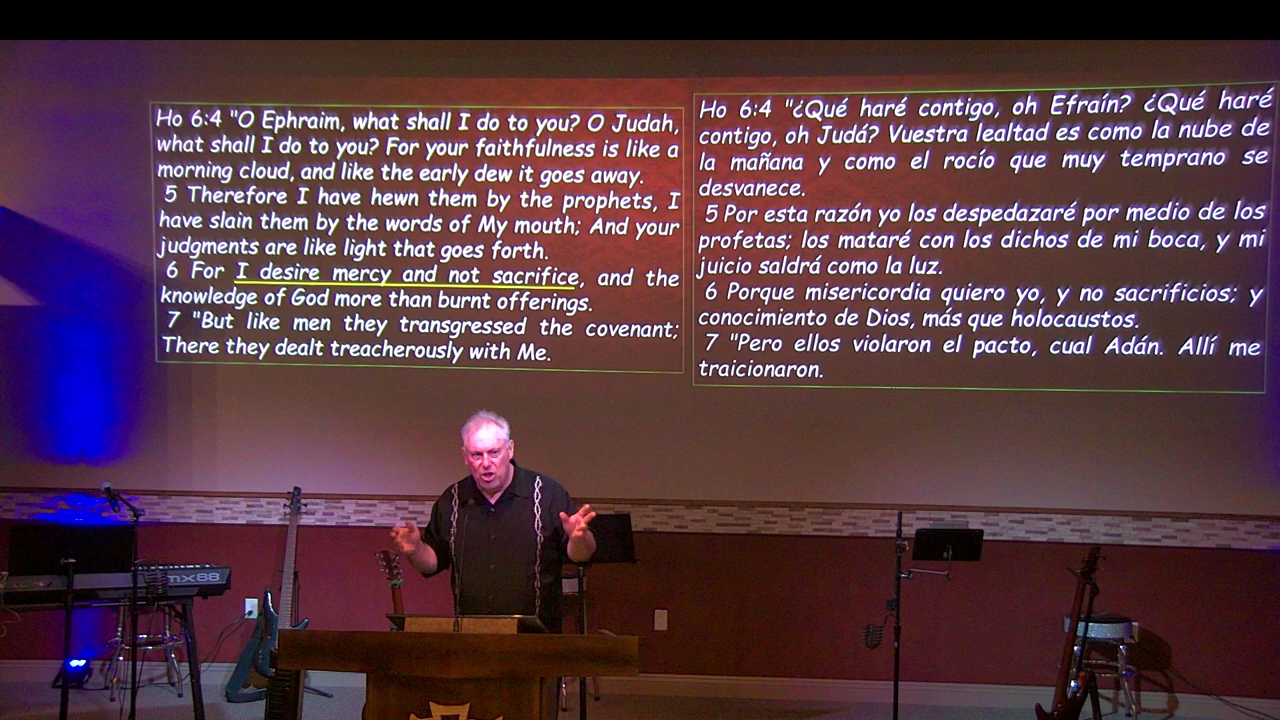 Ho 6:4 "O Ephraim, what shall I do to you? O Judah,
what shall I do to you? For your faithfulness is like a
morning cloud, and like the early dew it goes away.
5 Therefore I have hewn them by the prophets, I
have slain them by the words of My mouth; And your
judgments are like light that goes forth.
6 For I desire mercy and not sacrifice, and the
knowledge of God more than burnt offerings.
7 "But like men they transgressed the covenant;
There they dealt treacherously with Me.
Ho 6:4 "¿Qué haré contigo, oh Efraín? ¿Qué haré
contigo, oh Judá? Vuestra lealtad es como la nube de
la mañana y como el rocío que muy temprano se
desvanece.
5 Por esta razón yo los despedazaré por medio de los
profetas; los mataré con los dichos de mi boca, y mi
juicio saldrá como la luz.
6 Porque misericordia quiero yo, y no sacrificios; y
conocimiento de Dios, más que holocaustos.
7 "Pero ellos violaron el pacto, cual Adán. Allí me
traicionaron.
mx88